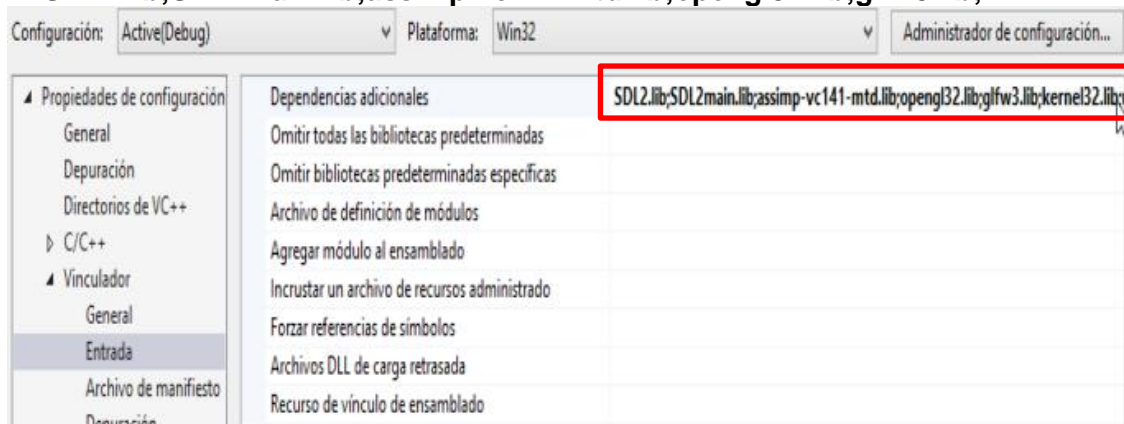 Configuración: Active(Debug) Plataforma: Win32 Administrador de configuración...
Propiedades de configuración
General
Depuración
Directorios de VC++
C/C++
Vinculador
General
Entrada
Archivo de manifiesto
Depuración
Dependencias adicionales SDL2.lib;SDL2main.lib;assimp-vc141-mtd.lib;opengl32.lib;glfw3.lib;kernel32.lib;
Omitir todas las bibliotecas predeterminadas
Omitir bibliotecas predeterminadas específicas
Archivo de definición de módulos
Agregar módulo al ensamblado
Incrustar un archivo de recursos administrado
Forzar referencias de símbolos
Archivos DLL de carga retrasada
Recurso de vínculo de ensamblado